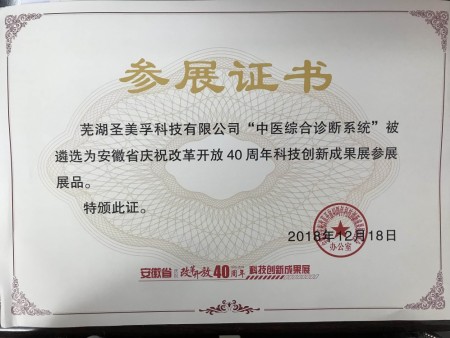 参展证书
芜湖圣美孚科技有限公司“中医综合诊断系统”被
遴选为安徽省庆祝改革开放40周年科技创新成果展参展
展品。
特颁此证。
2018年12月18日
办公室
安徽省 改革开放40周年 科技创新成果展